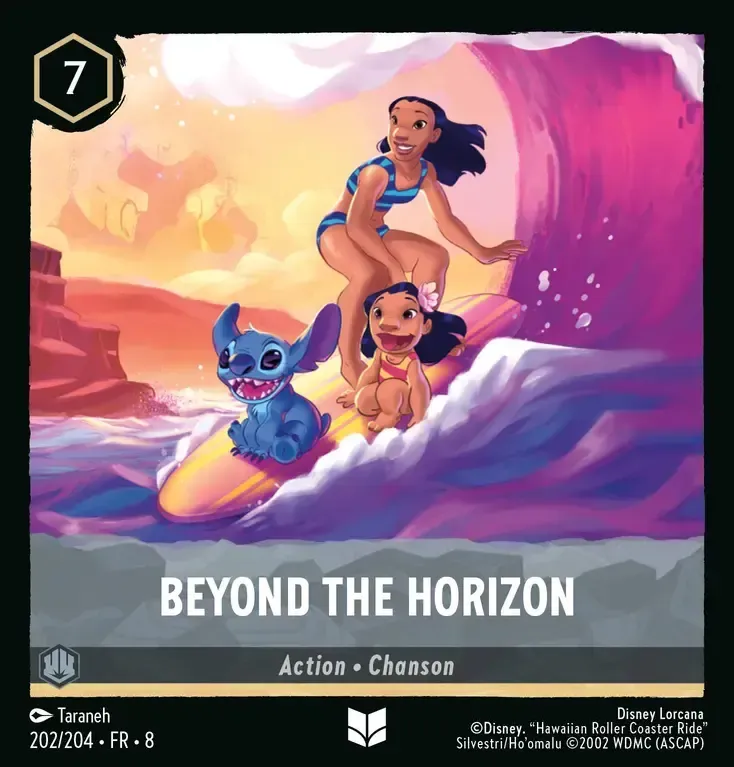 7
BEYOND THE HORIZON
Action • Chanson
Taraneh
202/204 • FR • 8
Disney Lorcana
©Disney. “Hawaiian Roller Coaster Ride”
Silvestri/Ho'omalu ©2002 WDMC (ASCAP)